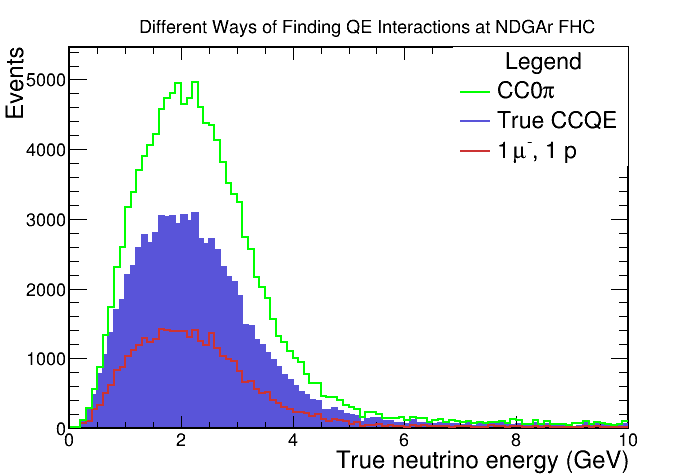 Different Ways of Finding QE Interactions at NDGAr FHC
Events
Legend
CC0π
True CCQE
1μ⁻, 1 p
5000
4000
3000
2000
1000
0
0 2 4 6 8 10
True neutrino energy (GeV)